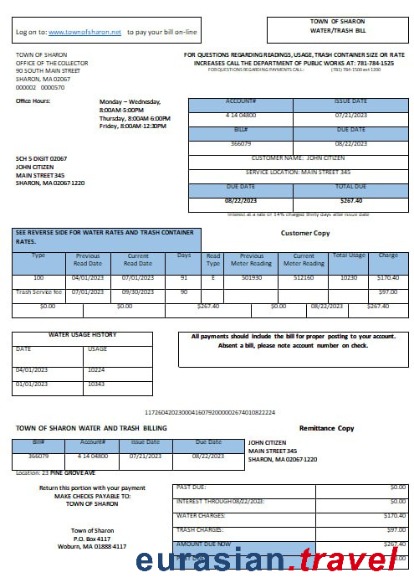 Log on to: www.townofsharon.net to pay your bill on-line
TOWN OF SHARON
WATER/TRASH BILL
TOWN OF SHARON
OFFICE OF THE COLLECTOR
90 SOUTH MAIN STREET
SHARON, MA 02067
000002 0000570
FOR QUESTIONS REGARDING READINGS, USAGE, TRASH CONTAINER SIZE OR RATE
INCREASES CALL THE DEPARTMENT OF PUBLIC WORKS AT: 781-784-1525
FOR QUESTIONS REGARDING PAYMENTS CALL: (781) 784-1500 ext 1200
Office Hours: Monday – Wednesday,
8:00AM-5:00PM
Thursday, 8:00AM-6:00PM
Friday, 8:00AM-12:30PM
ACCOUNT# ISSUE DATE
4 14 04800 07/21/2023
BILL# DUE DATE
366079 08/22/2023
CUSTOMER NAME: JOHN CITIZEN
SERVICE LOCATION: MAIN STREET 345
DUE DATE TOTAL DUE
08/22/2023 $267.40
Interest at a rate of 14% charged thirty days after issue date
SCH 5 DIGIT 02067
JOHN CITIZEN
MAIN STREET 345
SHARON, MA 02067-1220
SEE REVERSE SIDE FOR WATER RATES AND TRASH CONTAINER
RATES.
Customer Copy
Type Previous Read Date Current Read Date Days Read Type Previous Meter Reading Current Meter Reading Total Usage Charge
100 04/01/2023 07/01/2023 91 E 501930 512160 10230 $170.40
Trash Service fee 07/01/2023 09/30/2023 90 $97.00
$0.00 $0.00 $267.40 $0.00 08/22/2023 $267.40
WATER USAGE HISTORY
DATE USAGE
04/01/2023 10224
01/01/2023 10343
All payments should include the bill for proper posting to your account.
Absent a bill, please note account number on check.
TOWN OF SHARON WATER AND TRASH BILLING
Remittance Copy
Bill# Account# Issue Date Due Date
366079 4 14 04800 07/21/2023 08/22/2023
JOHN CITIZEN
MAIN STREET 345
SHARON, MA 02067-1220
Location: 23 PINE GROVE AVE
Return this portion with your payment
MAKE CHECKS PAYABLE TO:
TOWN OF SHARON
Town of Sharon
P.O. Box 4117
Woburn, MA 01888-4117
PAST DUE: $0.00
INTEREST THROUGH 08/22/2023: $0.00
WATER CHARGES: $170.40
TRASH CHARGES: $97.00
AMOUNT DUE NOW $267.40
eurasian.travel